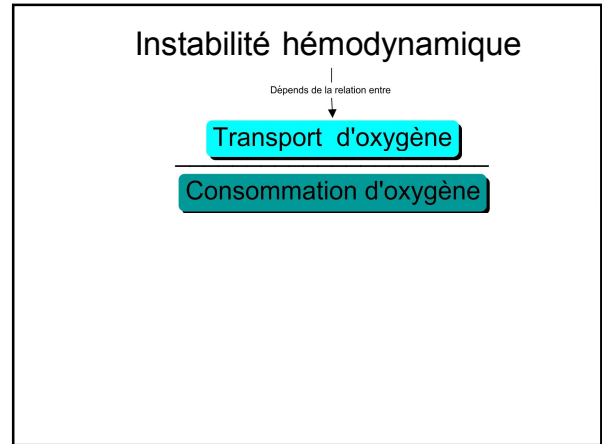 Instabilité hémodynamique
Dépends de la relation entre
Transport d'oxygène
Consommation d'oxygène